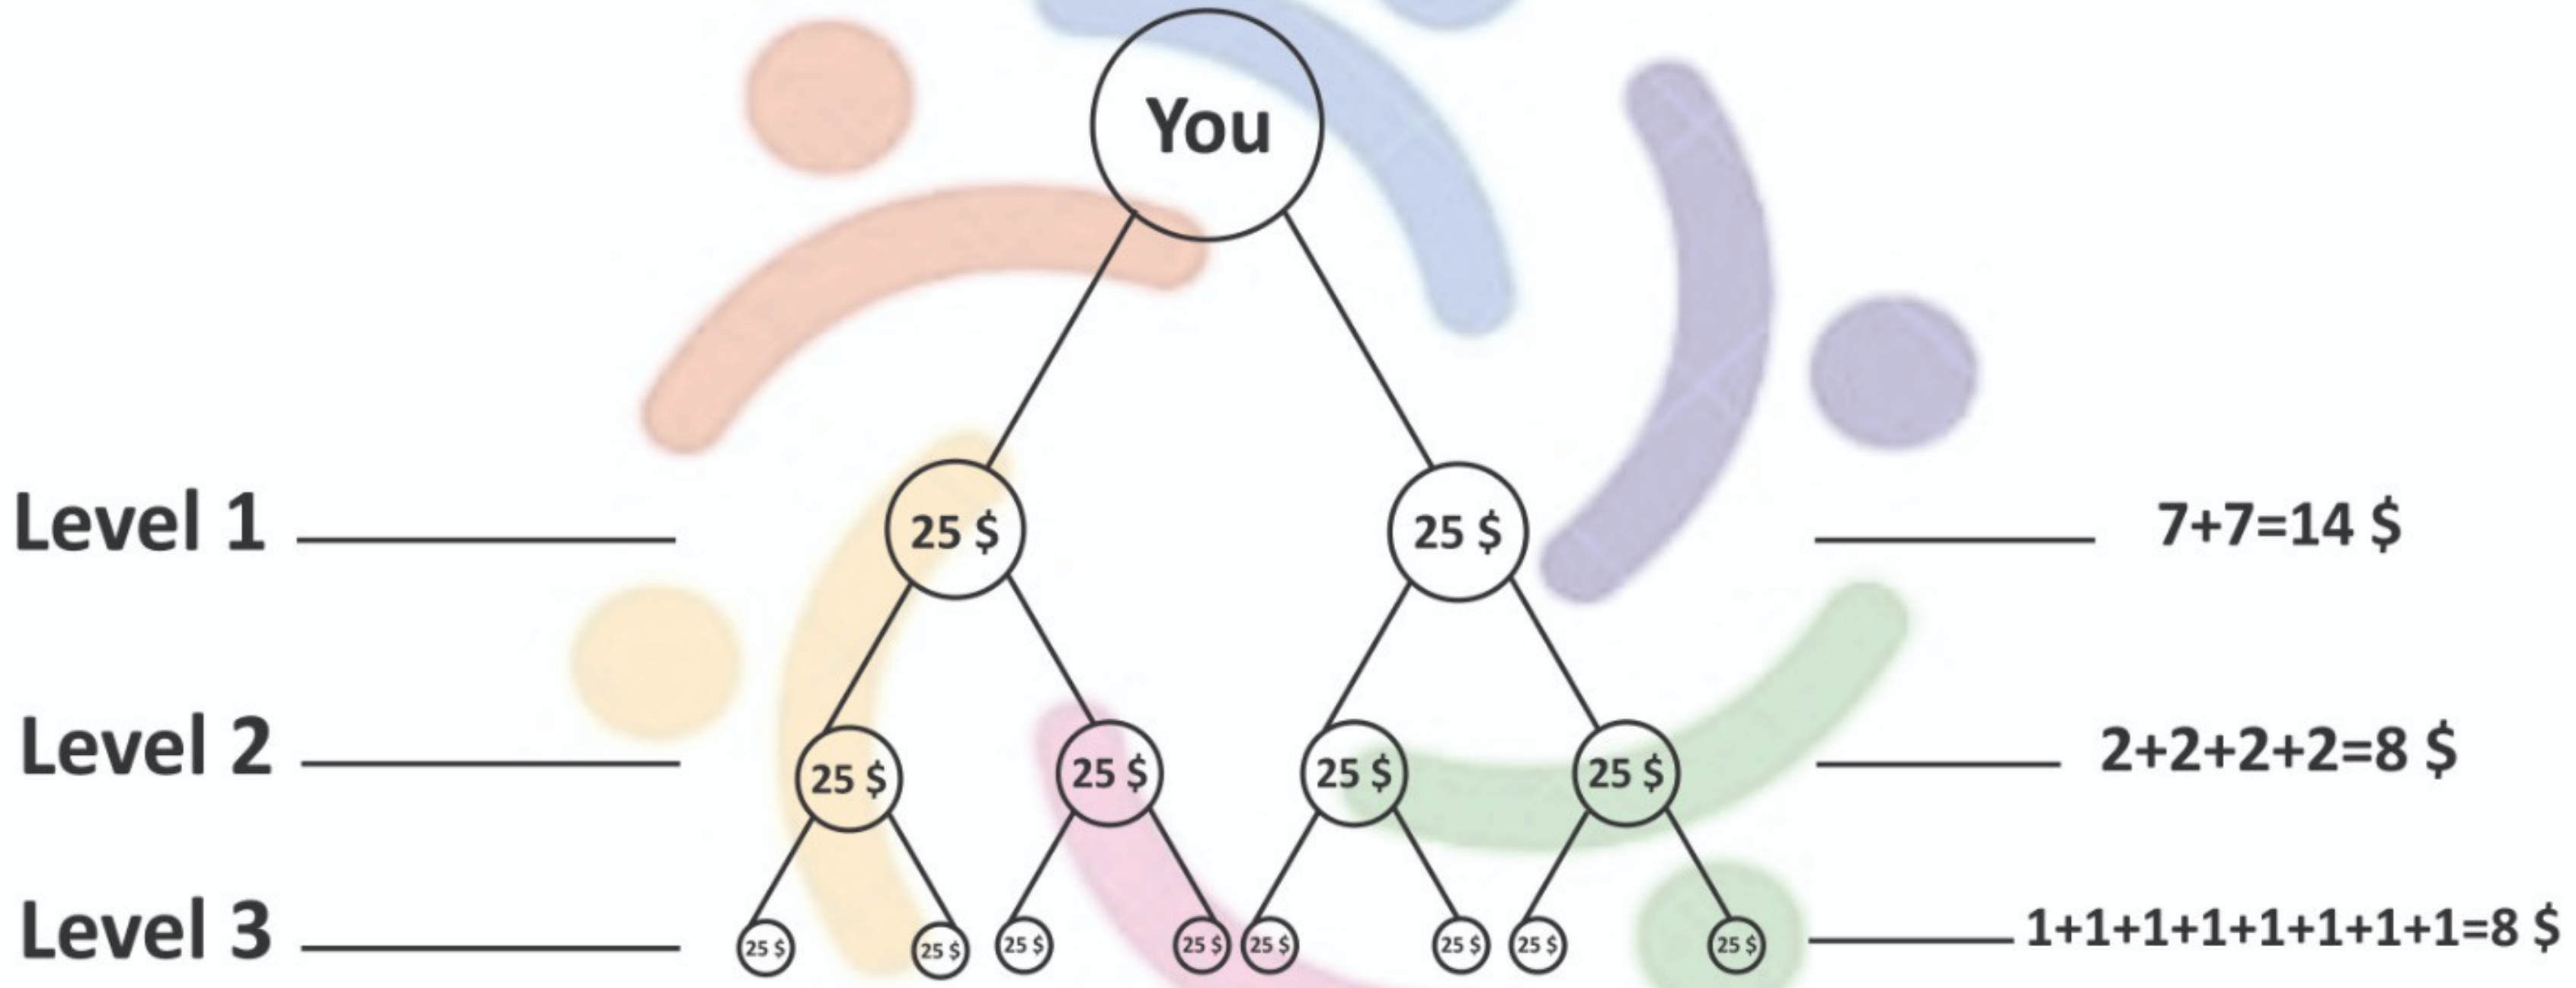 You
Level 1 25 $ 25 $ 7+7=14 $
Level 2 25 $ 25 $ 25 $ 25 $ 2+2+2+2=8 $
Level 3 25 $ 25 $ 25 $ 25 $ 25 $ 25 $ 25 $ 25 $ 1+1+1+1+1+1+1+1=8 $